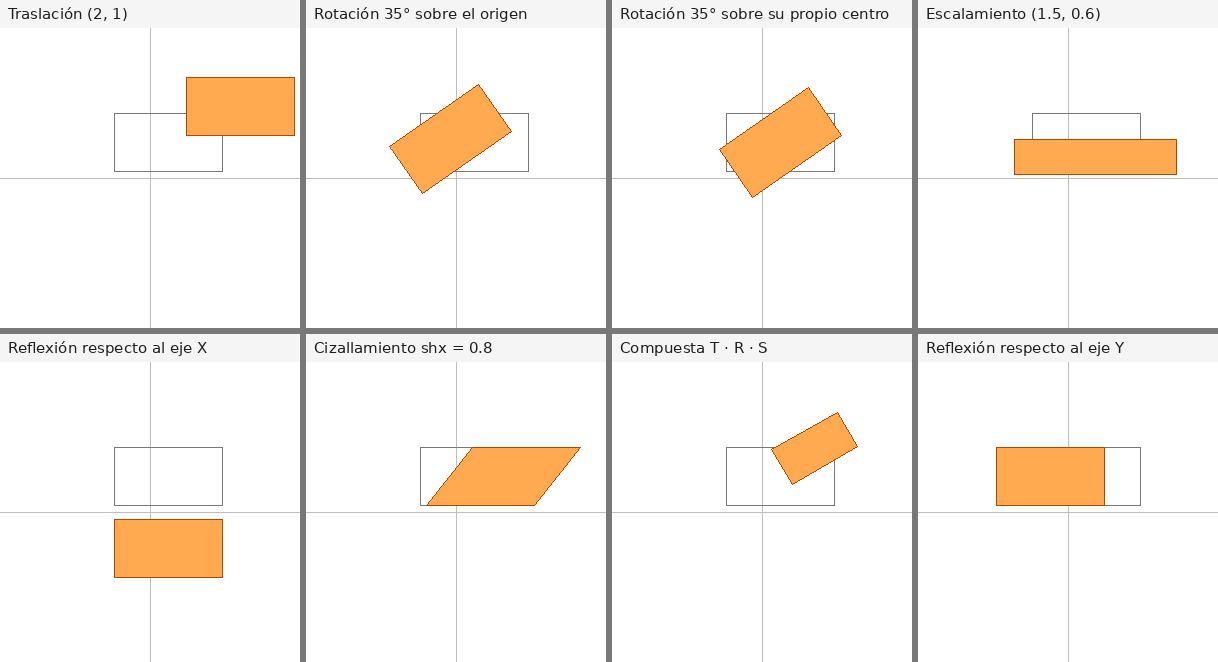 Traslación (2, 1)
Rotación 35° sobre el origen
Rotación 35° sobre su propio centro
Escalamiento (1.5, 0.6)
Reflexión respecto al eje X
Cizallamiento shx = 0.8
Compuesta T · R · S
Reflexión respecto al eje Y